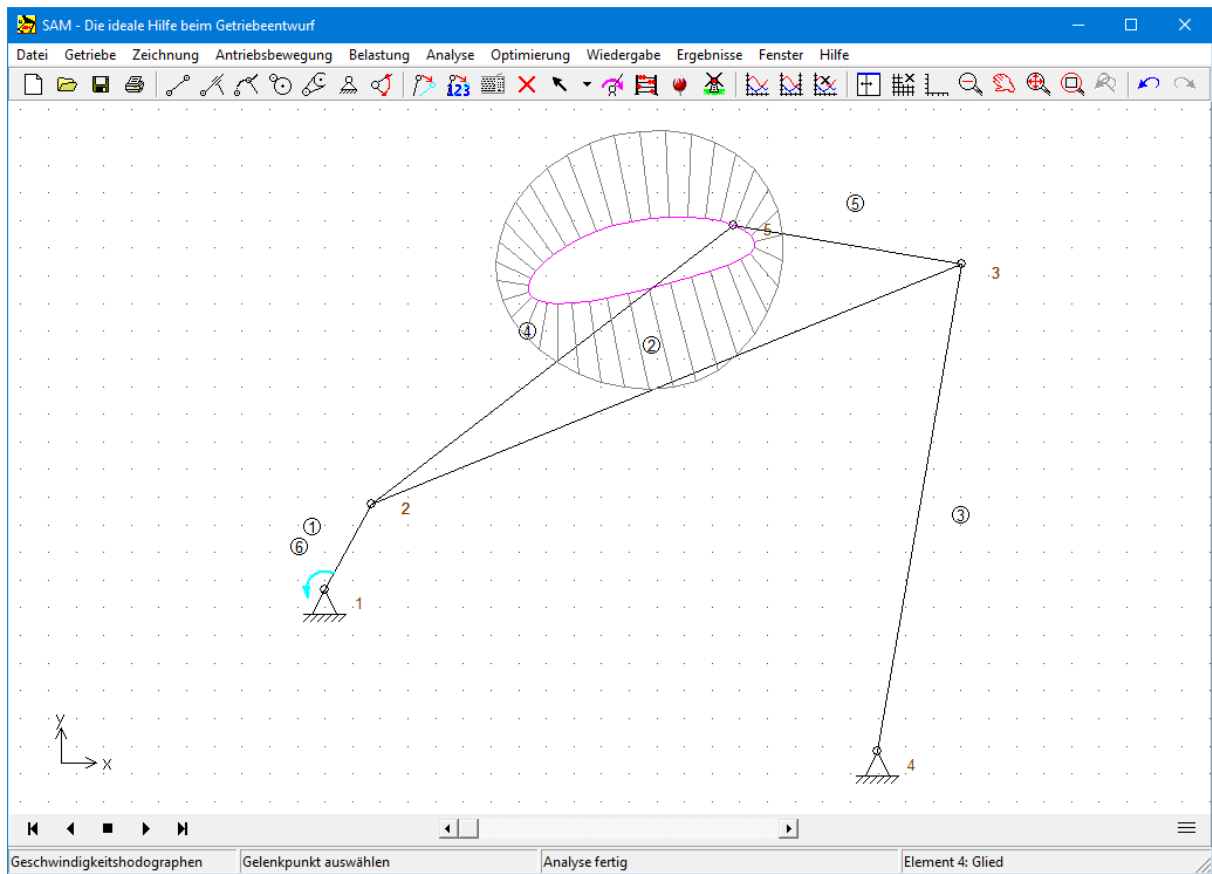 SAM - Die ideale Hilfe beim Getriebeentwurf
Datei Getriebe Zeichnung Antriebsbewegung Belastung Analyse Optimierung Wiedergabe Ergebnisse Fenster Hilfe
123
5
5
3
4
2
2
1
3
6
1
y
x
4
Geschwindigkeitshodographen Gelenkpunkt auswählen Analyse fertig Element 4: Glied